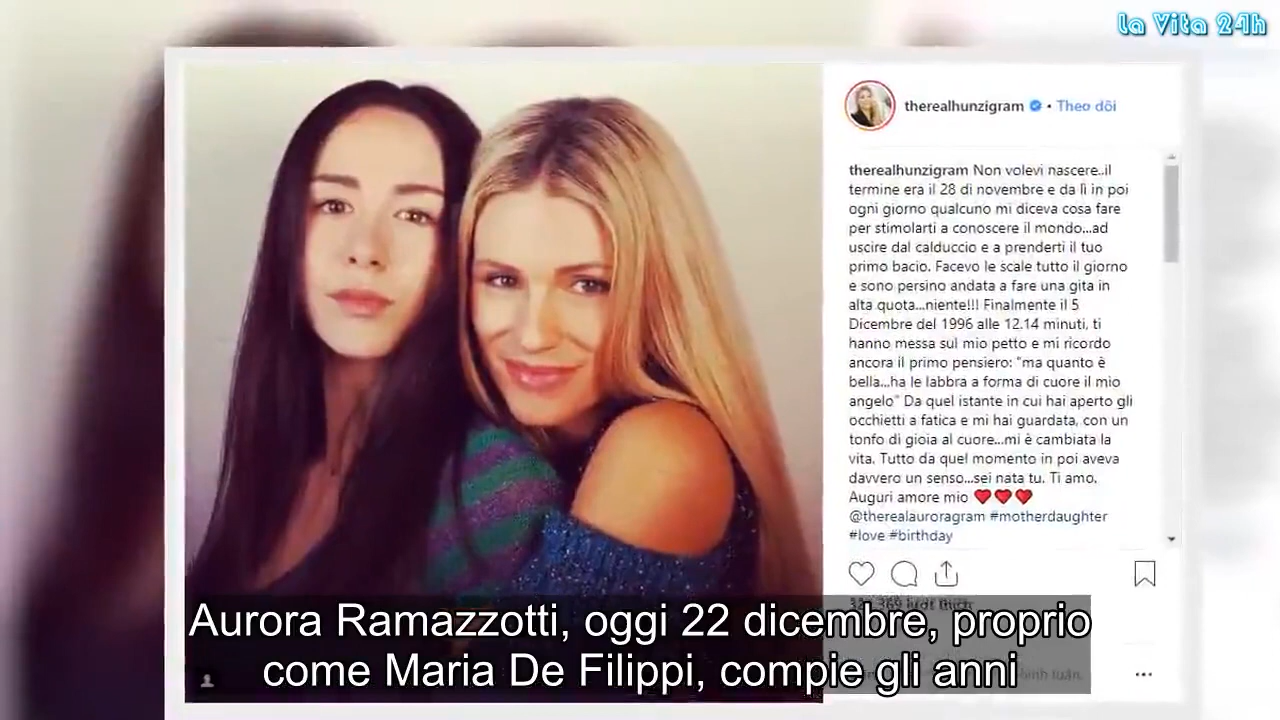 La Vita 24h
therealhunzigram • Theo dõi
therealhunzigram Non volevi nascere..il
termine era il 28 di novembre e da lì in poi
ogni giorno qualcuno mi diceva cosa fare
per stimolarti a conoscere il mondo...ad
uscire dal calduccio e a prenderti il tuo
primo bacio. Facevo le scale tutto il giorno
e sono persino andata a fare una gita in
alta quota...niente!!! Finalmente il 5
Dicembre del 1996 alle 12.14 minuti, ti
hanno messa sul mio petto e mi ricordo
ancora il primo pensiero: "ma quanto è
bella...ha le labbra a forma di cuore il mio
angelo" Da quel istante in cui hai aperto gli
occhietti a fatica e mi hai guardata, con un
tonfo di gioia al cuore...mi è cambiata la
vita. Tutto da quel momento in poi aveva
davvero un senso...sei nata tu. Ti amo.
Auguri amore mio ❤❤❤
@therealauroragram #motherdaughter
#love #birthday
Aurora Ramazzotti, oggi 22 dicembre, proprio
come Maria De Filippi, compie gli anni